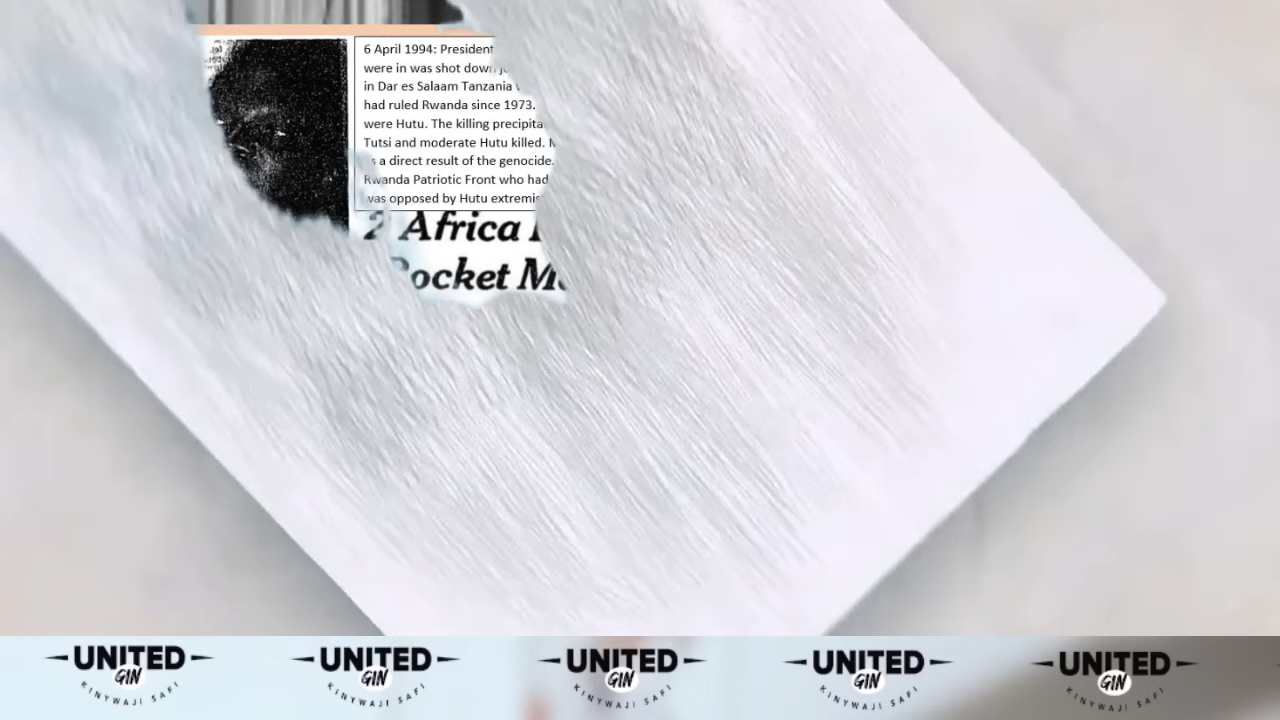 6 April 1994: President
were in was shot down
in Dar es Salaam Tanzania
had ruled Rwanda since 1973.
were Hutu. The killing precipita
Tutsi and moderate Hutu killed.
s a direct result of the genocide.
Rwanda Patriotic Front who had
was opposed by Hutu extremis
2 Africa
Rocket M
UNITED UNITED UNITED UNITED UNITED
GIN GIN GIN GIN GIN
KINYWAJI SAFI KINYWAJI SAFI KINYWAJI SAFI KINYWAJI SAFI KINYWAJI SAFI